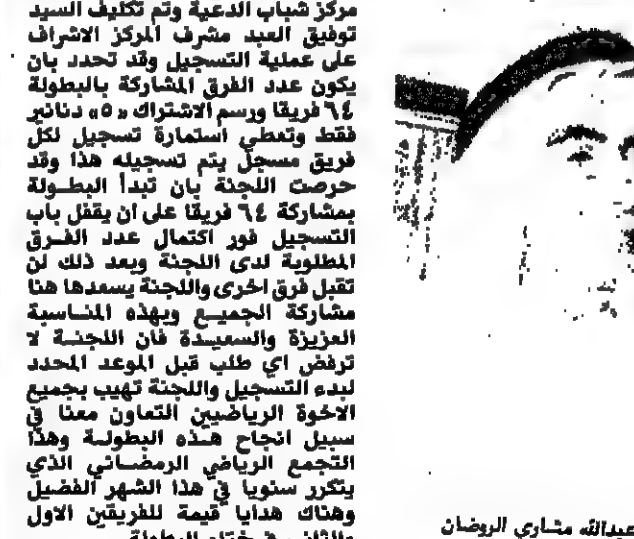 مركز شباب الدعية وتم تكليف السيد
توفيق العبد مشرف المركز الاشراف
على عملية التسجيل وقد تحدد بان
يكون عدد الفرق المشاركة بالبطولة
٦٤ فريقا ورسم الاشتراك «٥» دنانير
فقط وتعطي استمارة تسجيل لكل
فريق مسجل يتم تسجيله هذا وقد
حرصت اللجنة بان تبدأ البطولة
بمشاركة ٦٤ فريقا على ان يقفل باب
التسجيل فور اكتمال عدد الفرق
المطلوبة لدى اللجنة وبعد ذلك لن
تقبل فرق اخرى واللجنة يسعدها هنا
مشاركة الجميع وبهذه المناسبة
العزيزة والسعيدة فان اللجنة لا
ترفض اي طلب قبل الموعد المحدد
لبدء التسجيل واللجنة تهيب بجميع
الاخوة الرياضيين التعاون معنا في
سبيل انجاح هذه البطولة وهذا
التجمع الرياضي الرمضاني الذي
يتكرر سنويا في هذا الشهر الفضيل
وهناك هدايا قيمة للفريقين الاول
والثاني في ختام البطولة
عبدالله مشاري الروضان